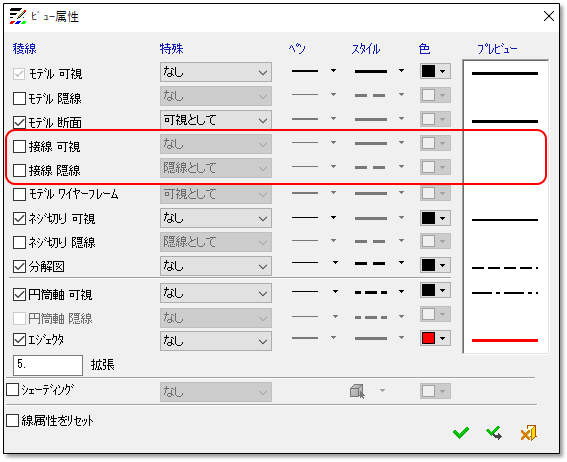 ビュー属性
稜線 特殊 ペン スタイル 色 プレビュー
モデル 可視 なし
モデル 隠線 なし
モデル 断面 可視として
接線 可視 なし
接線 隠線 隠線として
モデル ワイヤーフレーム 可視として
ネジ切り 可視 なし
ネジ切り 隠線 隠線として
分解図 なし
円筒軸 可視 なし
円筒軸 隠線 なし
エジェクタ なし
5. 拡張
シェーディング なし
線属性をリセット